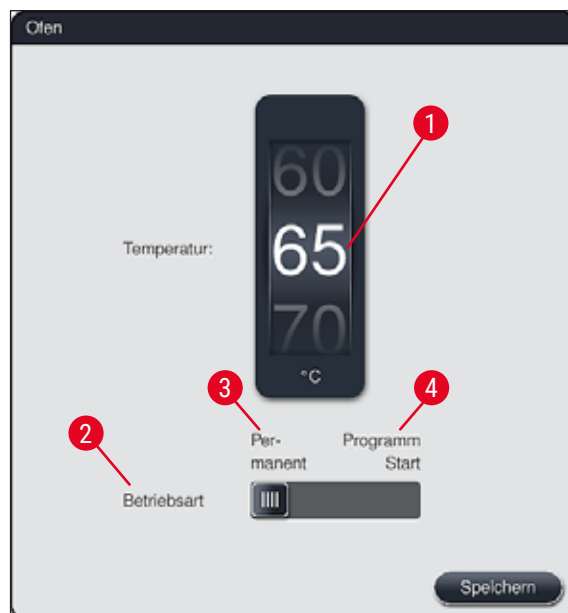 Ofen
1
60
Temperatur:
65
70
°C
3
4
2
Per-
manent
Programm
Start
Betriebsart
Speichern